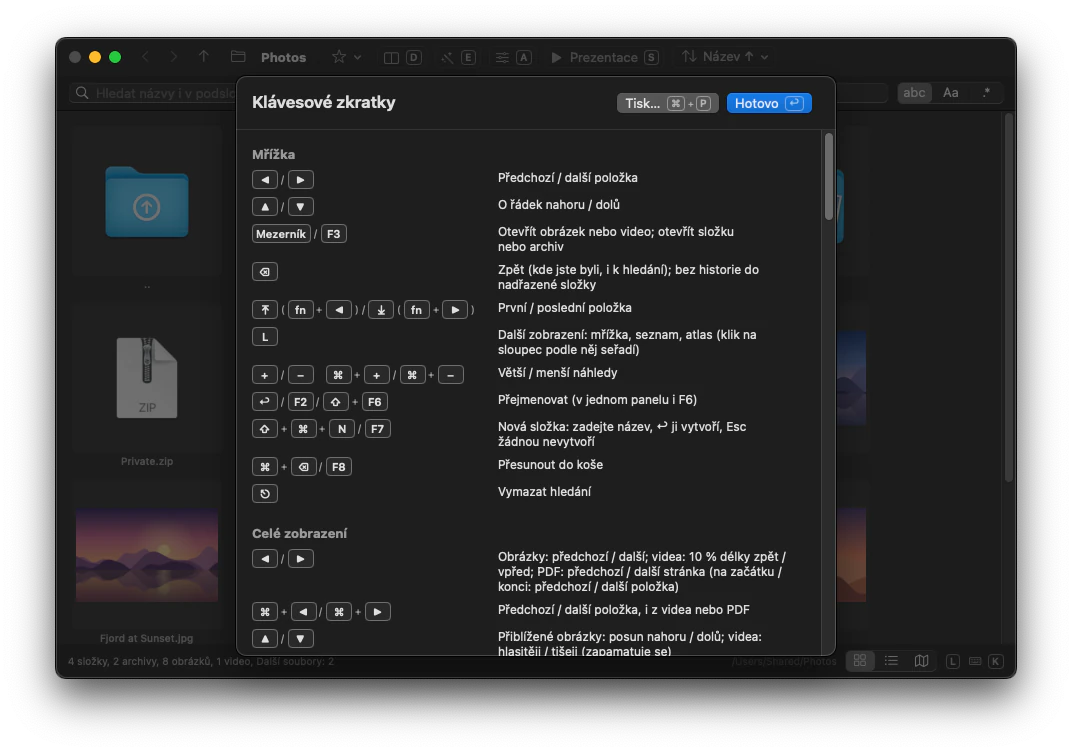 Photos
D
E
A
Prezentace S
Název ↑
Hledat názvy i v podslo
abc
Aa
.*
Klávesové zkratky
Tisk... ⌘ + P
Hotovo ↩
Mřížka
◀ / ▶ Předchozí / další položka
▲ / ▼ O řádek nahoru / dolů
Mezerník / F3 Otevřít obrázek nebo video; otevřít složku
nebo archiv
⌫ Zpět (kde jste byli, i k hledání); bez historie do
nadřazené složky
⤒ ( fn + ◀ ) / ⤓ ( fn + ▶ ) První / poslední položka
L Další zobrazení: mřížka, seznam, atlas (klik na
sloupec podle něj seřadí)
+ / − ⌘ + + / ⌘ + − Větší / menší náhledy
↩ / F2 / ⇧ + F6 Přejmenovat (v jednom panelu i F6)
⇧ + ⌘ + N / F7 Nová složka: zadejte název, ↩ ji vytvoří, Esc
žádnou nevytvoří
⌘ + ⌫ / F8 Přesunout do koše
⎋ Vymazat hledání
Celé zobrazení
◀ / ▶ Obrázky: předchozí / další; videa: 10 % délky zpět /
vpřed; PDF: předchozí / další stránka (na začátku /
konci: předchozí / další položka)
⌘ + ◀ / ⌘ + ▶ Předchozí / další položka, i z videa nebo PDF
▲ / ▼ Přiblížené obrázky: posun nahoru / dolů; videa:
hlasitěji / tišeji (zapamatuje se)
..
ZIP
Private.zip
Fjord at Sunset.jpg
4 složky, 2 archivy, 8 obrázků, 1 video, Další soubory: 2
/Users/Shared/Photos
L
K